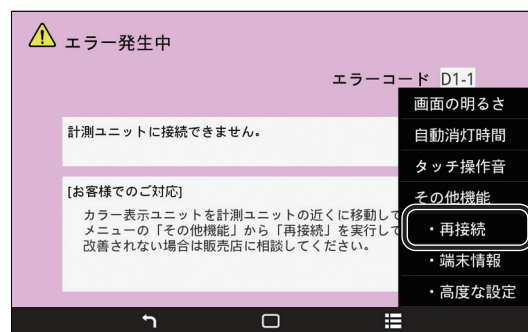 エラー発生中
エラーコード D1-1
計測ユニットに接続できません。
[お客様でのご対応]
カラー表示ユニットを計測ユニットの近くに移動して
メニューの「その他機能」から「再接続」を実行して
改善されない場合は販売店に相談してください。
画面の明るさ
自動消灯時間
タッチ操作音
その他機能
・再接続
・端末情報
・高度な設定